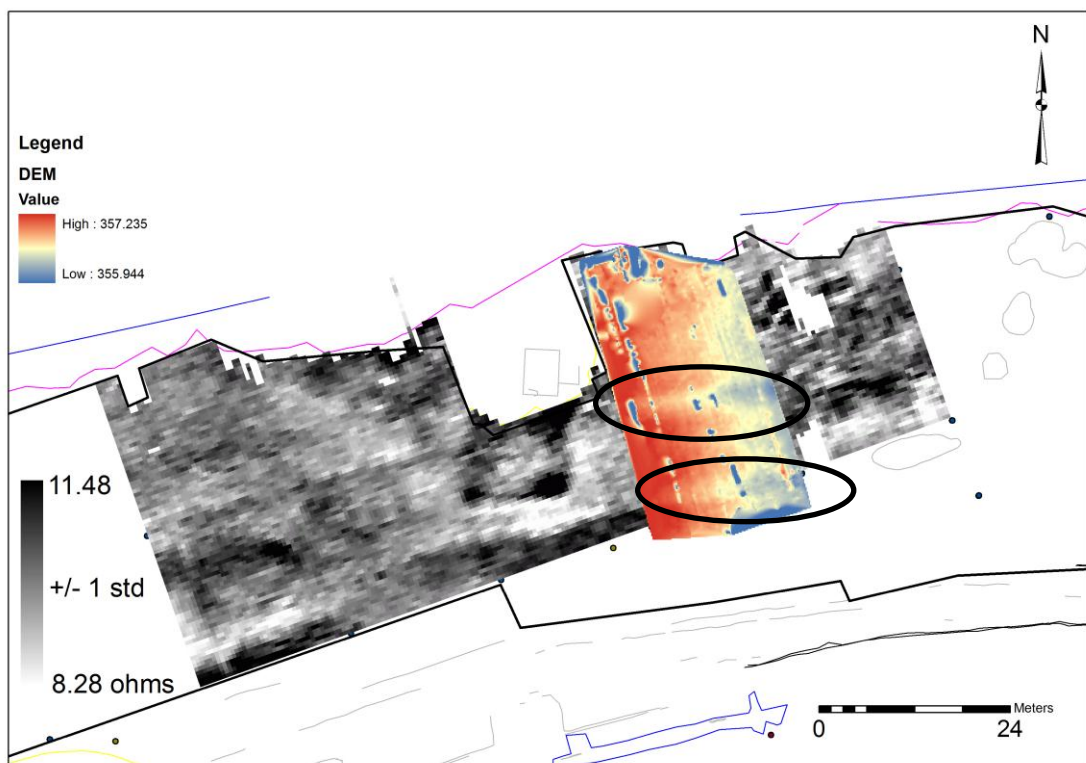 N
Legend
DEM
Value
High : 357.235
Low : 355.944
11.48
+/- 1 std
8.28 ohms
Meters
0 24